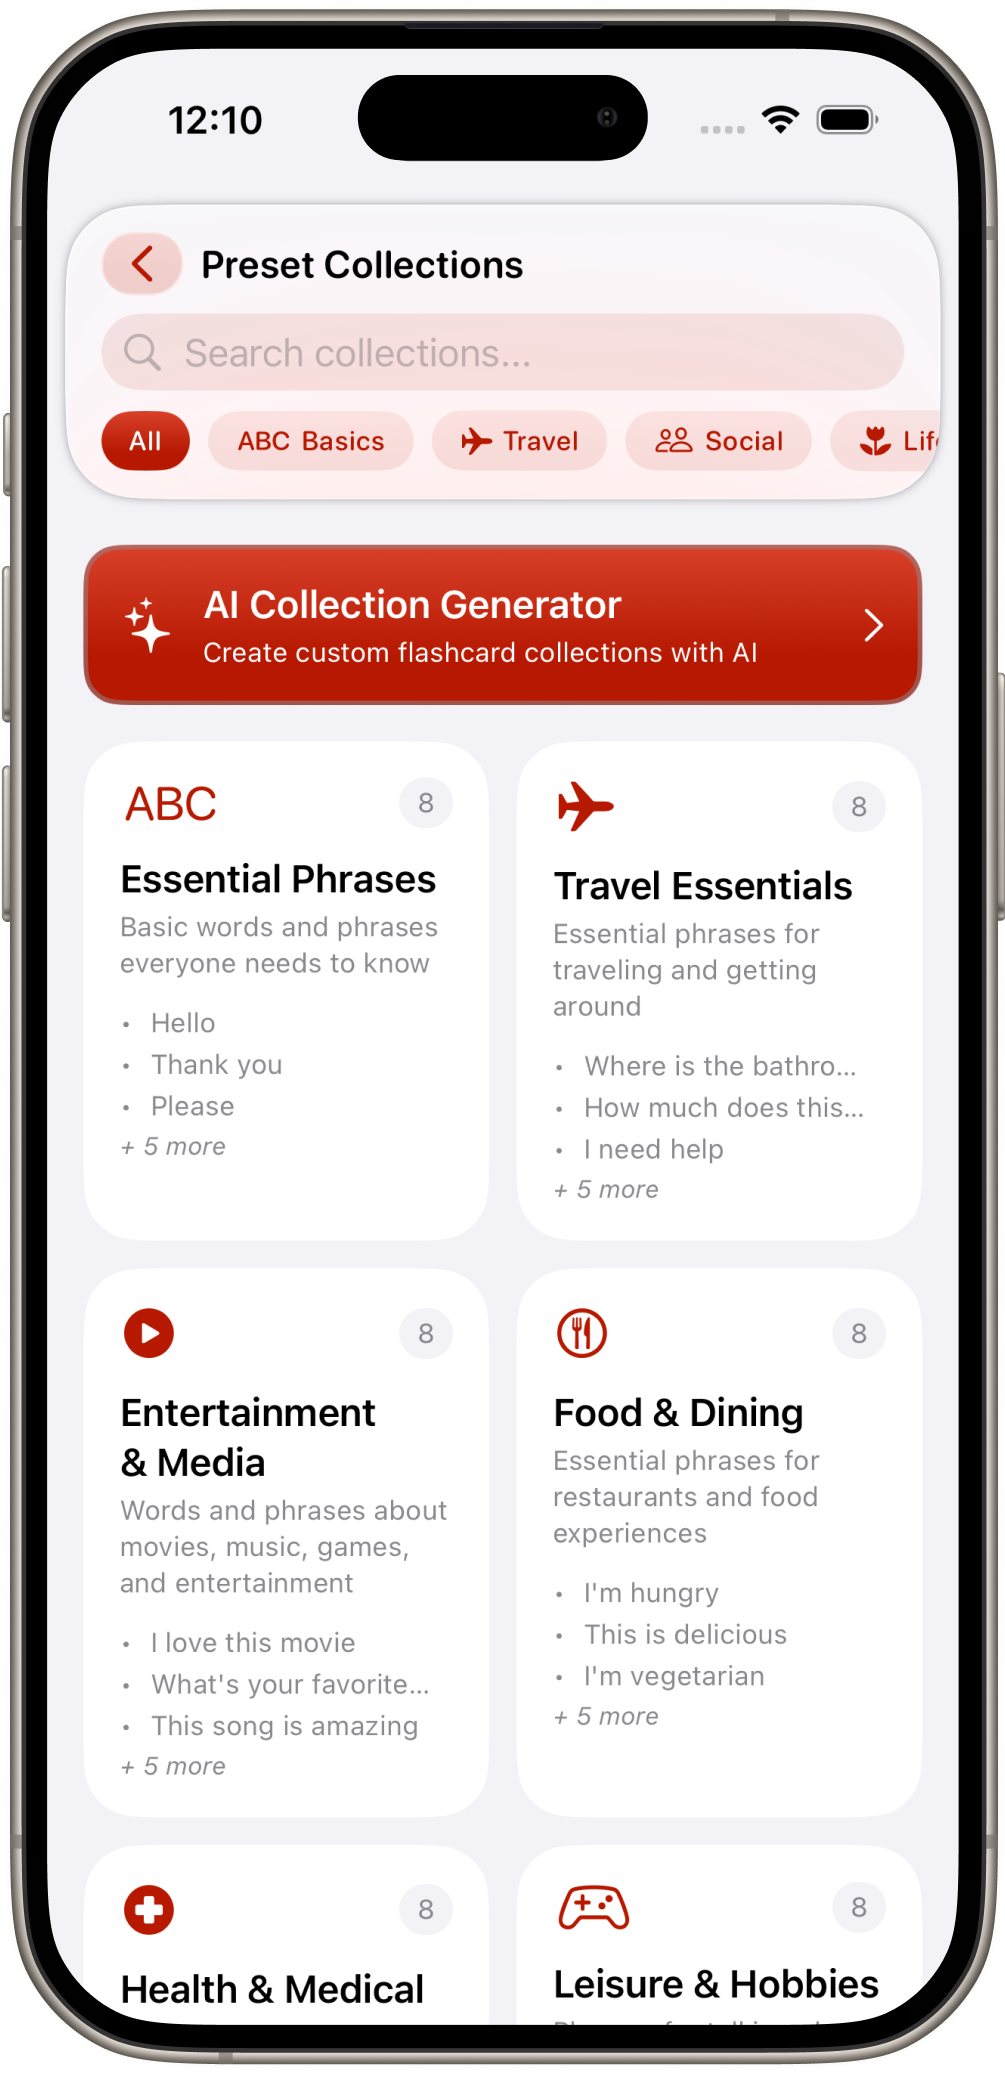 12:10
Preset Collections
Search collections...
All
ABC Basics
Travel
Social
AI Collection Generator
Create custom flashcard collections with AI
ABC
8
Essential Phrases
Basic words and phrases
everyone needs to know
• Hello
• Thank you
• Please
+ 5 more
8
Travel Essentials
Essential phrases for
traveling and getting
around
• Where is the bathro...
• How much does this...
• I need help
+ 5 more
8
Entertainment
& Media
Words and phrases about
movies, music, games,
and entertainment
• I love this movie
• What's your favorite...
• This song is amazing
+ 5 more
8
Food & Dining
Essential phrases for
restaurants and food
experiences
• I'm hungry
• This is delicious
• I'm vegetarian
+ 5 more
8
Health & Medical
8
Leisure & Hobbies